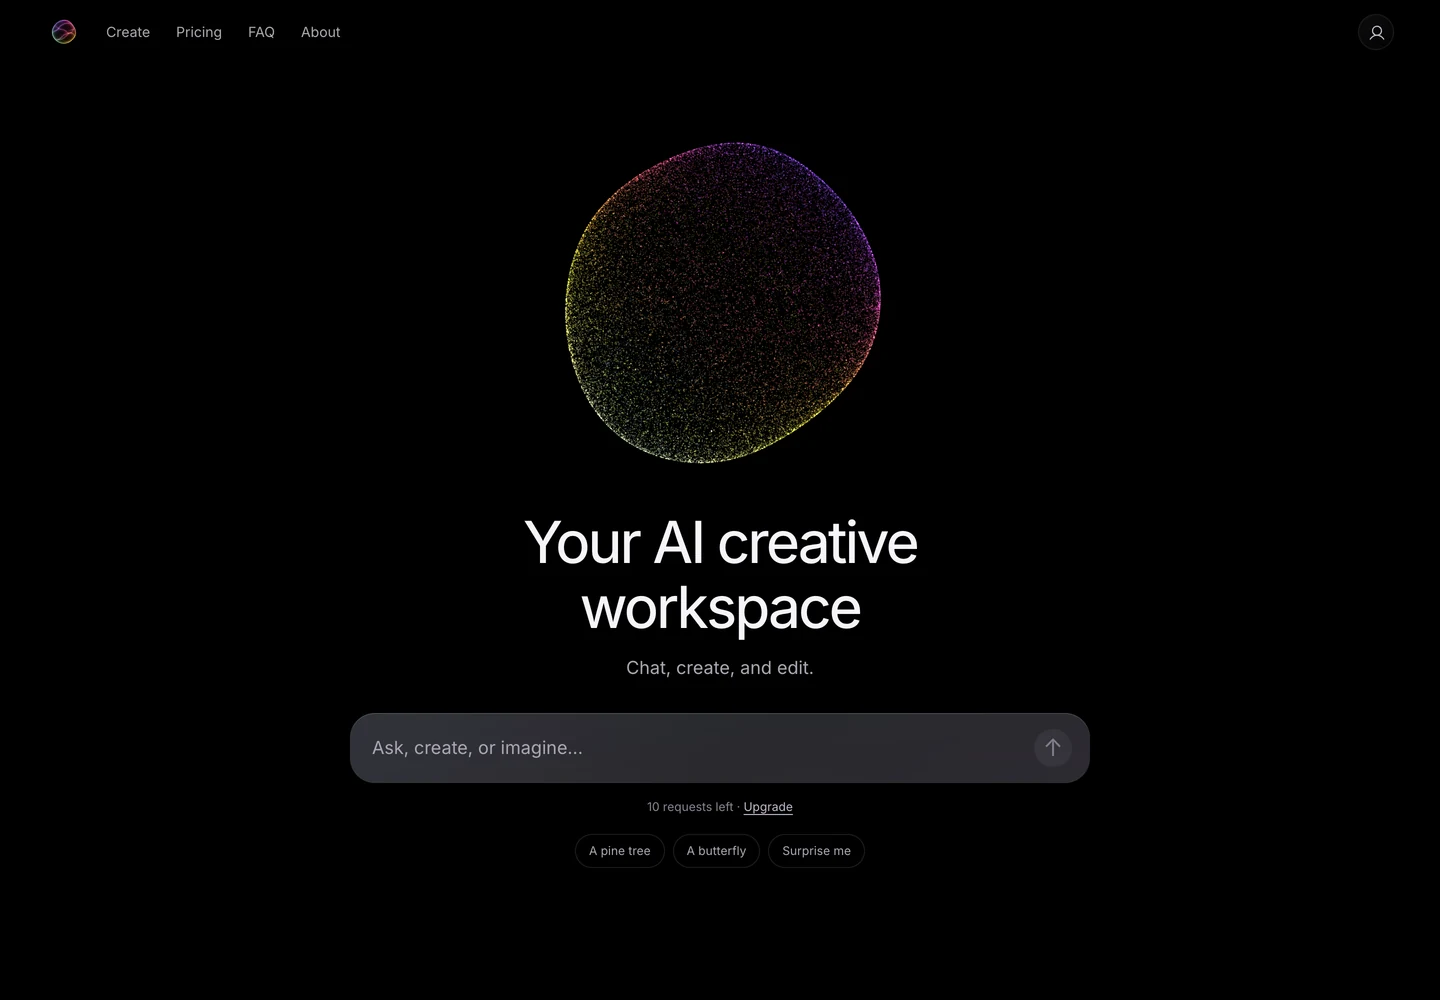 Create
Pricing
FAQ
About
Your AI creative
workspace
Chat, create, and edit.
Ask, create, or imagine...
10 requests left · Upgrade
A pine tree
A butterfly
Surprise me